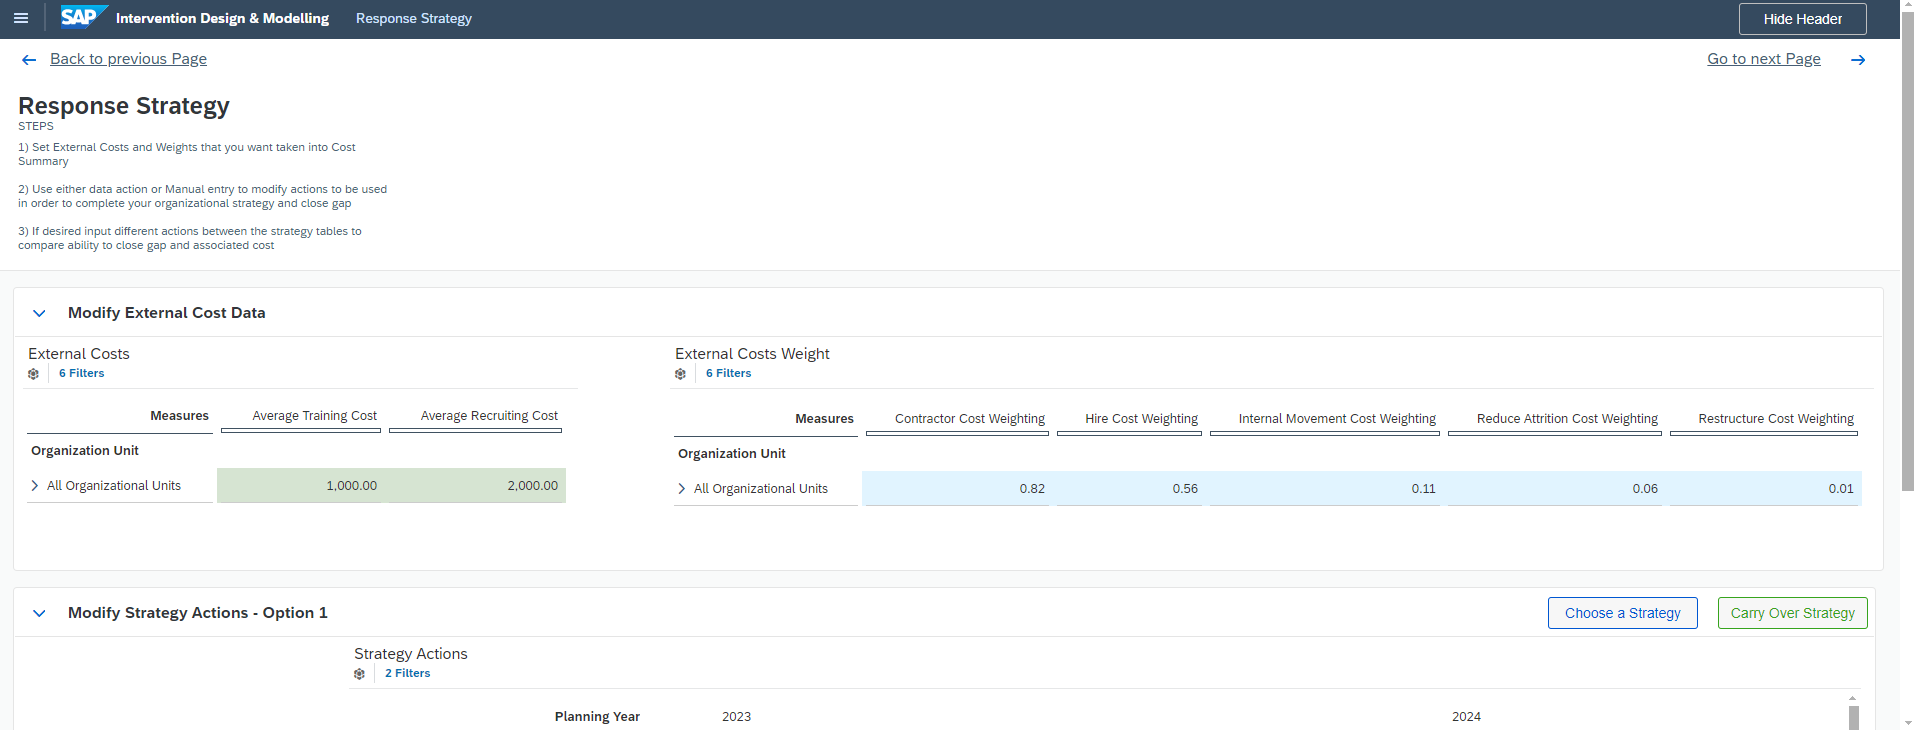 SAP Intervention Design & Modelling Response Strategy Hide Header
Back to previous Page Go to next Page
Response Strategy
STEPS
1) Set External Costs and Weights that you want taken into Cost
Summary
2) Use either data action or Manual entry to modify actions to be used
in order to complete your organizational strategy and close gap
3) If desired input different actions between the strategy tables to
compare ability to close gap and associated cost
Modify External Cost Data
External Costs
6 Filters
Measures Average Training Cost Average Recruiting Cost
Organization Unit
All Organizational Units 1,000.00 2,000.00
External Costs Weight
6 Filters
Measures Contractor Cost Weighting Hire Cost Weighting Internal Movement Cost Weighting Reduce Attrition Cost Weighting Restructure Cost Weighting
Organization Unit
All Organizational Units 0.82 0.56 0.11 0.06 0.01
Modify Strategy Actions - Option 1 Choose a Strategy Carry Over Strategy
Strategy Actions
2 Filters
Planning Year 2023 2024